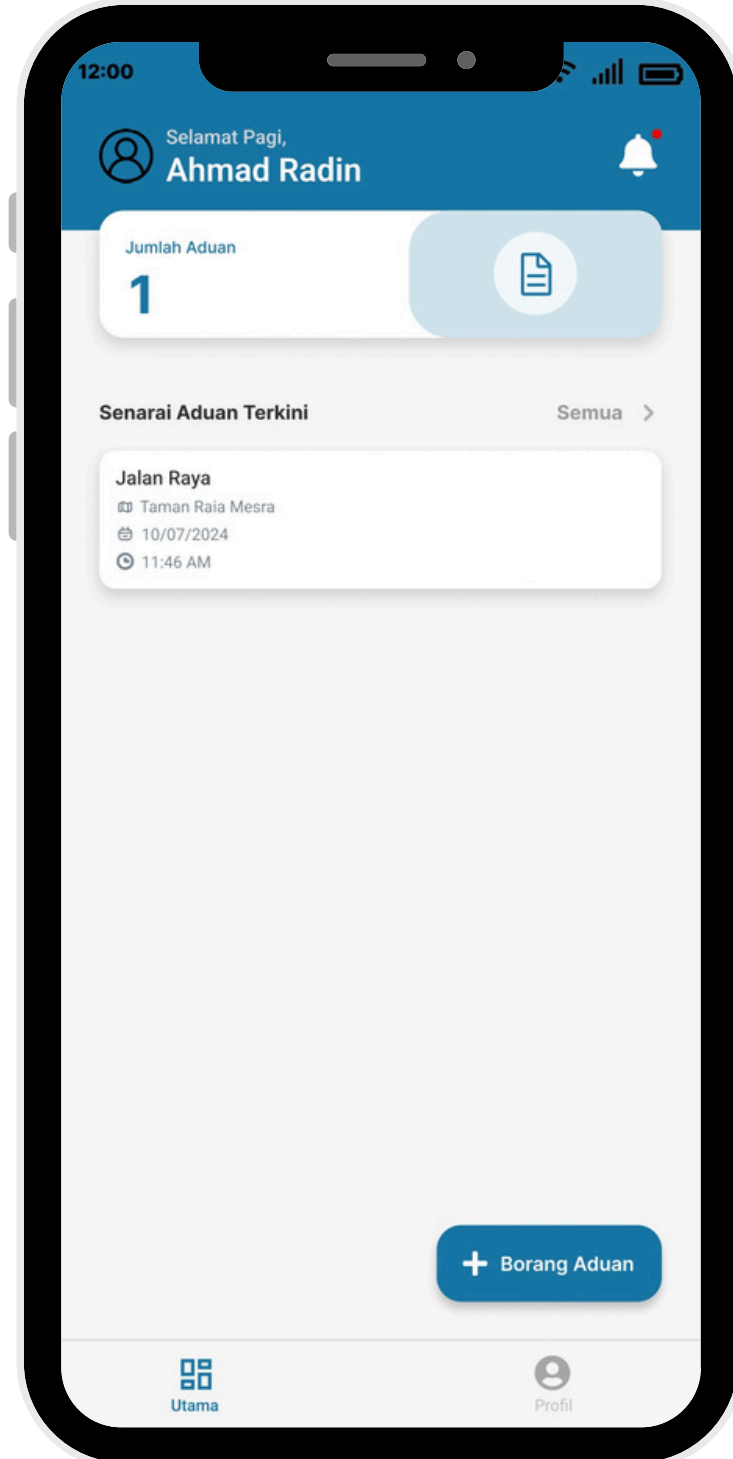 12:00
Selamat Pagi,
Ahmad Radin
Jumlah Aduan
1
Senarai Aduan Terkini
Semua
Jalan Raya
Taman Raia Mesra
10/07/2024
11:46 AM
Borang Aduan
Utama
Profil